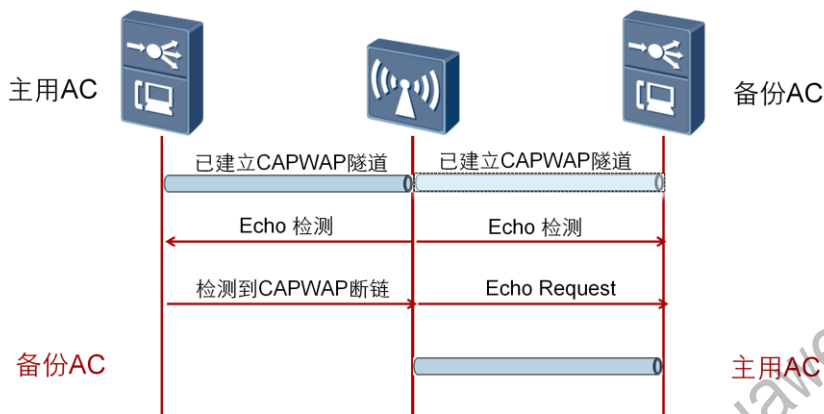 主用AC
备份AC
已建立CAPWAP隧道
已建立CAPWAP隧道
Echo 检测
Echo 检测
检测到CAPWAP断链
Echo Request
备份AC
主用AC